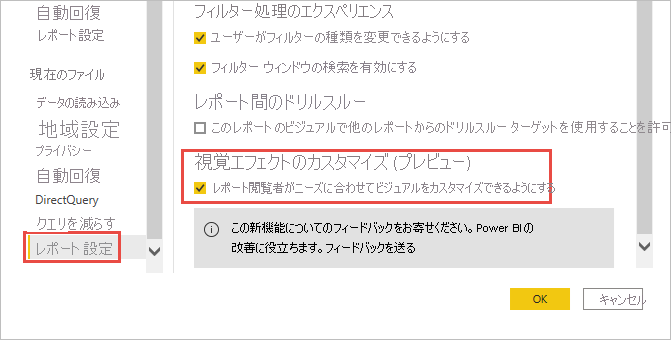 自動回復
レポート設定
現在のファイル
データの読み込み
地域設定
プライバシー
自動回復
DirectQuery
クエリを減らす
レポート設定
フィルター処理のエクスペリエンス
ユーザーがフィルターの種類を変更できるようにする
フィルター ウィンドウの検索を有効にする
レポート間のドリルスルー
このレポートのビジュアルで他のレポートからのドリルスルー ターゲットを使用することを許可
視覚エフェクトのカスタマイズ (プレビュー)
レポート閲覧者がニーズに合わせてビジュアルをカスタマイズできるようにする
この新機能についてのフィードバックをお寄せください。Power BI の
改善に役立ちます。フィードバックを送る
OK
キャンセル